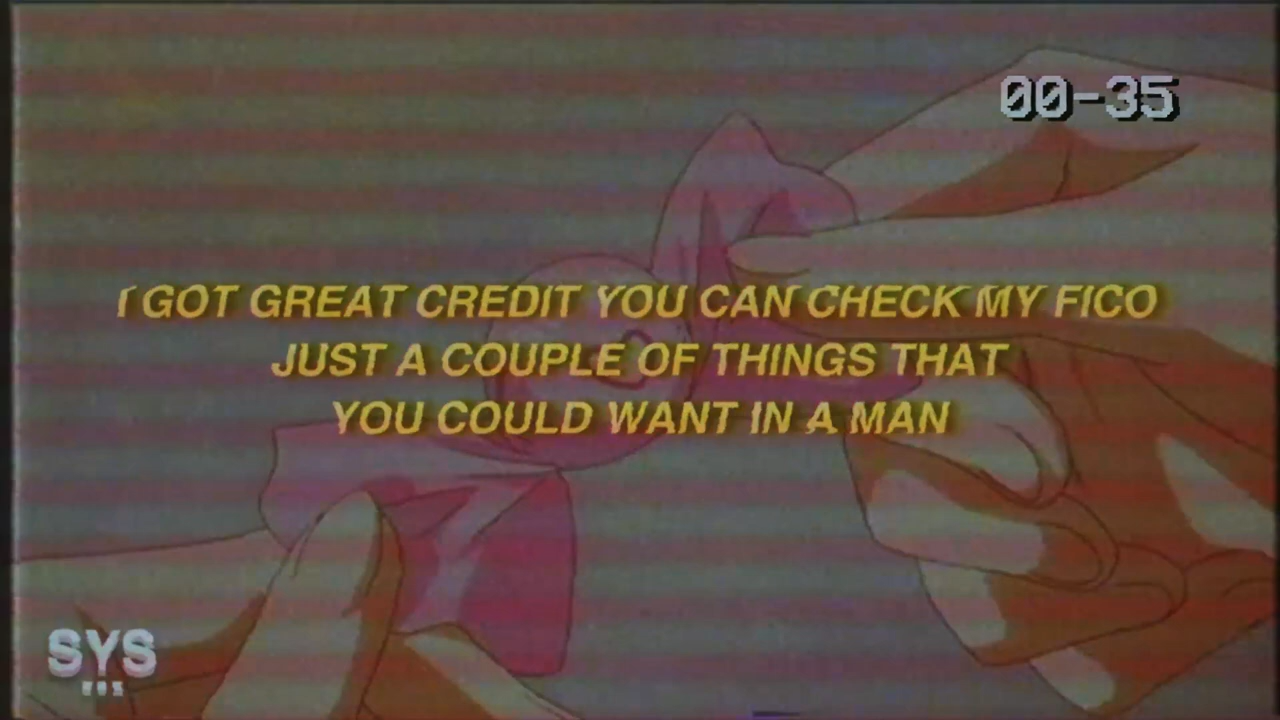 00-35
I GOT GREAT CREDIT YOU CAN CHECK MY FICO
JUST A COUPLE OF THINGS THAT
YOU COULD WANT IN A MAN
SYS